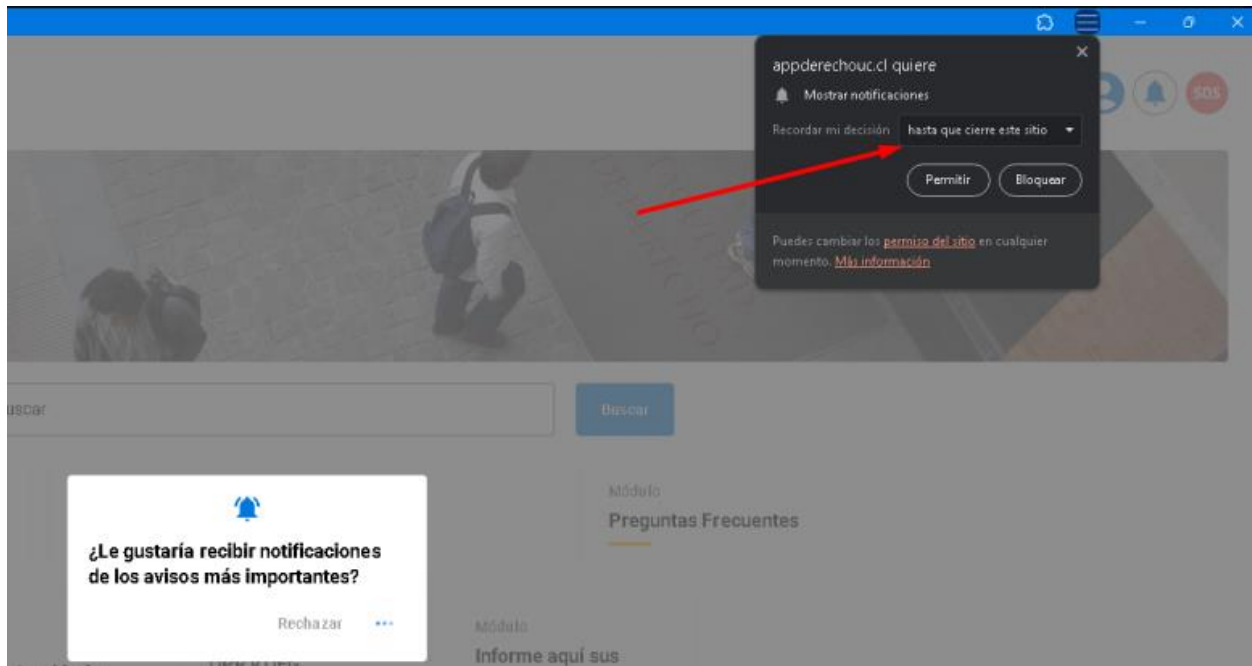 appderechouc.cl quiere
Mostrar notificaciones
Recordar mi decisión hasta que cierre este sitio
Permitir Bloquear
Puedes cambiar los permiso del sitio en cualquier
momento. Más información
SOS
uscar
Buscar
¿Le gustaría recibir notificaciones
de los avisos más importantes?
Rechazar
Módulo
Preguntas Frecuentes
Módulo
Informe aquí sus